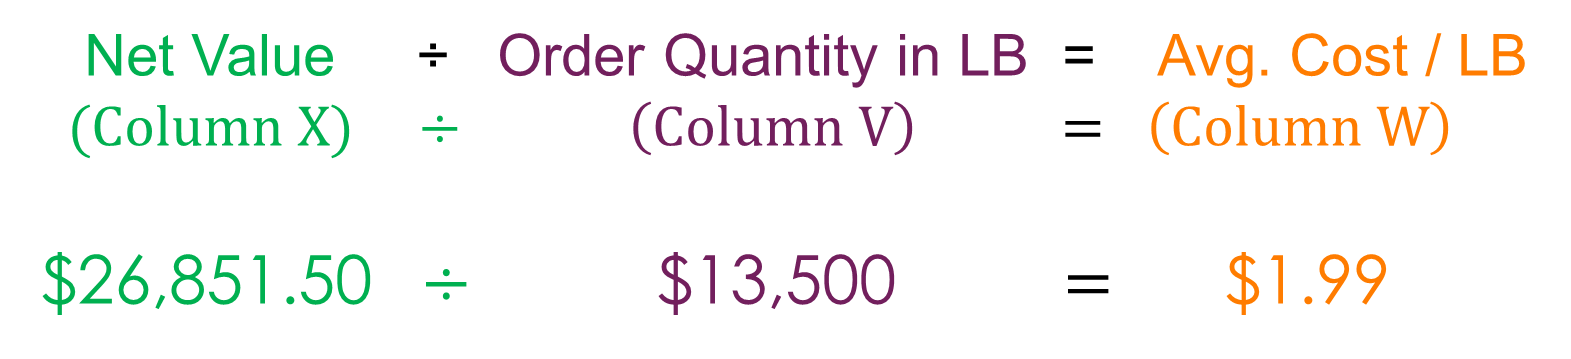 Net Value ÷ Order Quantity in LB = Avg. Cost / LB
(Column X) ÷ (Column V) = (Column W)
$26,851.50 ÷ $13,500 = $1.99